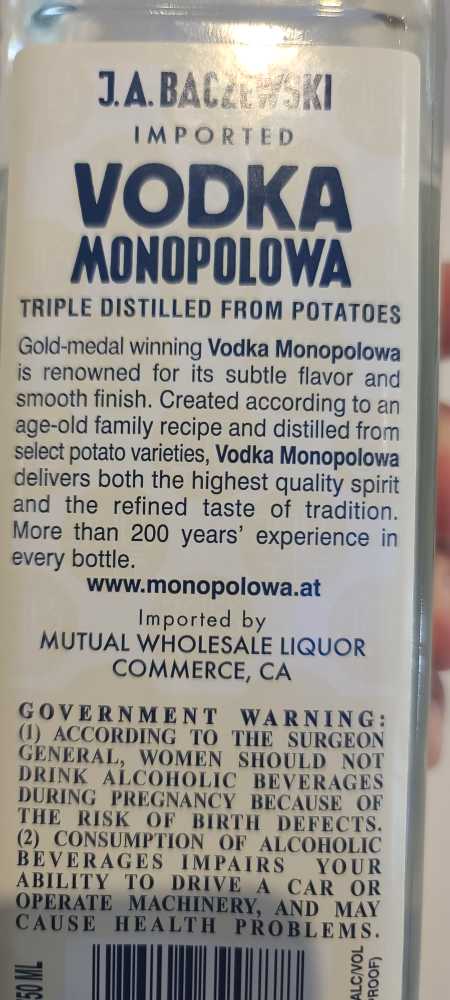 J.A. BACZEWSKI
IMPORTED
VODKA
MONOPOLOWA
TRIPLE DISTILLED FROM POTATOES
Gold-medal winning Vodka Monopolowa
is renowned for its subtle flavor and
smooth finish. Created according to an
age-old family recipe and distilled from
select potato varieties, Vodka Monopolowa
delivers both the highest quality spirit
and the refined taste of tradition.
More than 200 years' experience in
every bottle.
www.monopolowa.at
Imported by
MUTUAL WHOLESALE LIQUOR
COMMERCE, CA
GOVERNMENT WARNING:
(1) ACCORDING TO THE SURGEON
GENERAL, WOMEN SHOULD NOT
DRINK ALCOHOLIC BEVERAGES
DURING PREGNANCY BECAUSE OF
THE RISK OF BIRTH DEFECTS.
(2) CONSUMPTION OF ALCOHOLIC
BEVERAGES IMPAIRS YOUR
ABILITY TO DRIVE A CAR OR
OPERATE MACHINERY, AND MAY
CAUSE HEALTH PROBLEMS.
50 ML
ALC/VOL
ROOF)